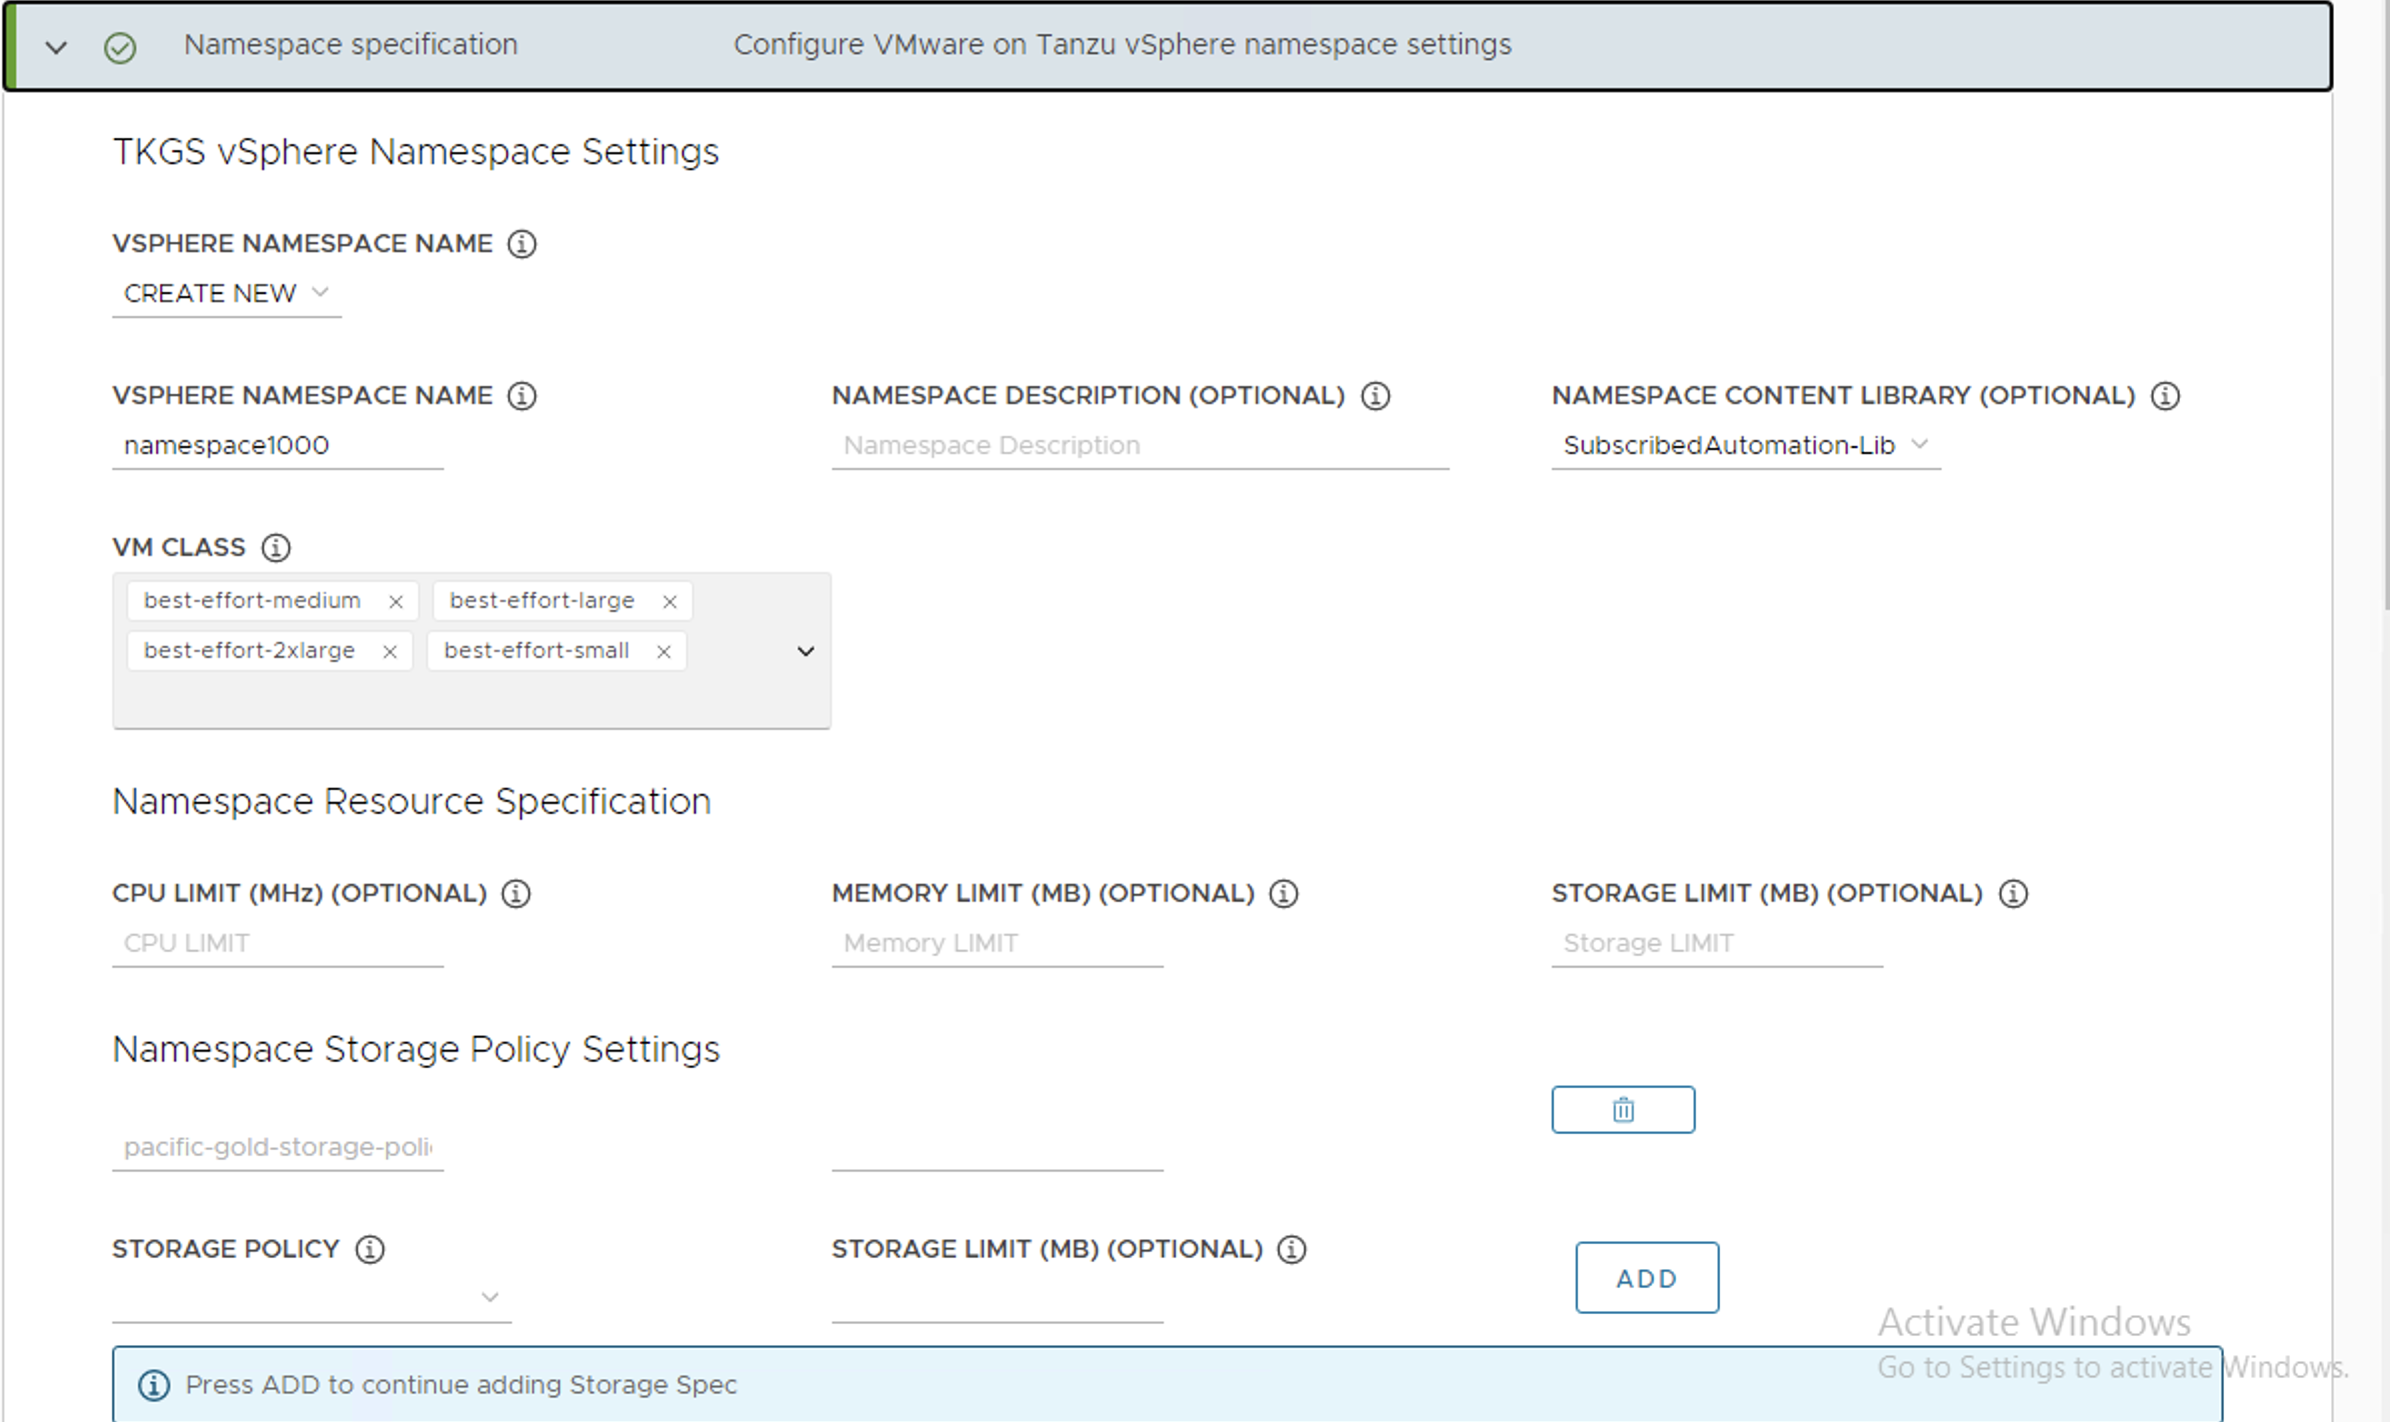 Namespace specification Configure VMware on Tanzu vSphere namespace settings
TKGS vSphere Namespace Settings
VSPHERE NAMESPACE NAME
CREATE NEW
VSPHERE NAMESPACE NAME NAMESPACE DESCRIPTION (OPTIONAL) NAMESPACE CONTENT LIBRARY (OPTIONAL)
namespace1000 Namespace Description SubscribedAutomation-Lib
VM CLASS
best-effort-medium best-effort-large
best-effort-2xlarge best-effort-small
Namespace Resource Specification
CPU LIMIT (MHz) (OPTIONAL) MEMORY LIMIT (MB) (OPTIONAL) STORAGE LIMIT (MB) (OPTIONAL)
CPU LIMIT Memory LIMIT Storage LIMIT
Namespace Storage Policy Settings
pacific-gold-storage-poli
STORAGE POLICY STORAGE LIMIT (MB) (OPTIONAL) ADD
Press ADD to continue adding Storage Spec
Activate Windows
Go to Settings to activate Windows.